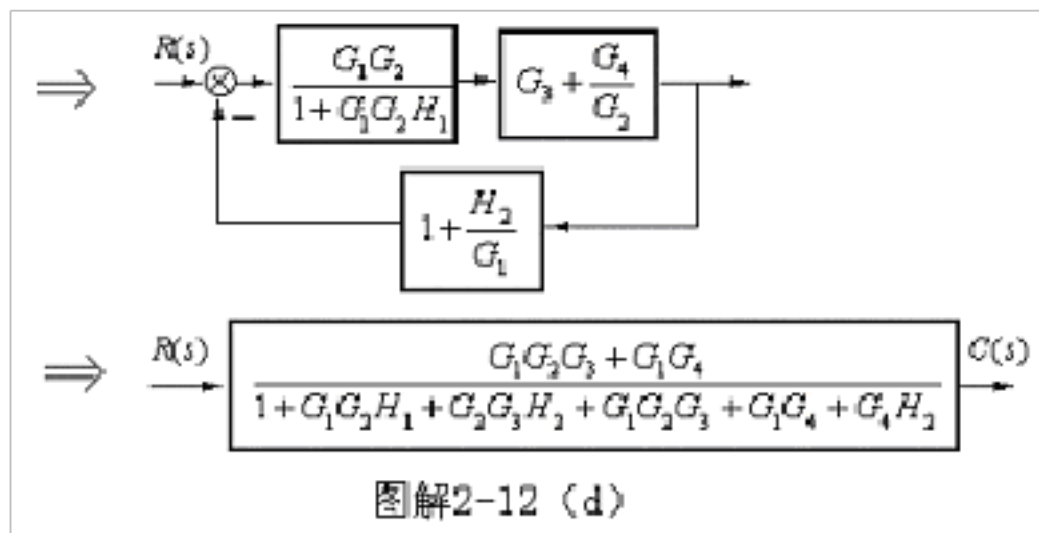 ⇒ R(s) ⊗ − G₁G₂ / (1 + G₁G₂H₁) G₃ + G₄/G₂
1 + H₂/G₁
⇒ R(s) (G₁G₂G₃ + G₁G₄) / (1 + G₁G₂H₁ + G₂G₃H₂ + G₁G₂G₃ + G₁G₄ + G₄H₂) C(s)
图解2-12（d）